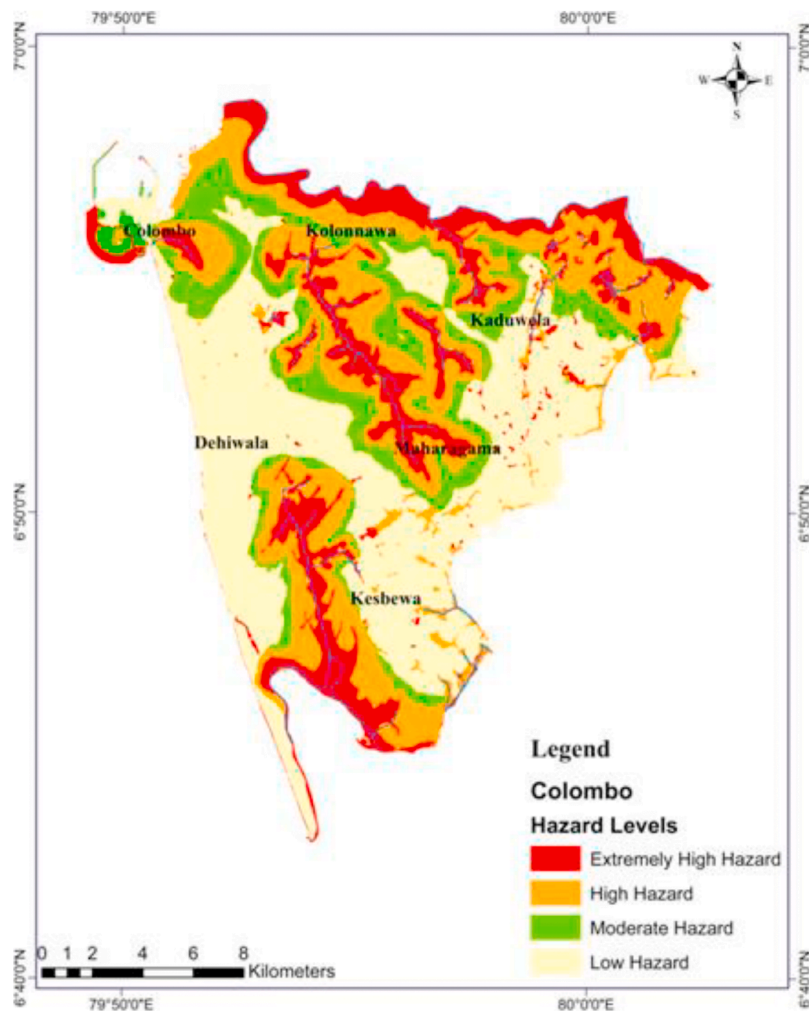 79°50'0"E 80°0'0"E
7°0'0"N 7°0'0"N
N
W E
S
Colombo Kolonnawa
Kaduwela
Dehiwala Maharagama
6°50'0"N 6°50'0"N
Kesbewa
Legend
Colombo
Hazard Levels
Extremely High Hazard
High Hazard
Moderate Hazard
Low Hazard
0 1 2 4 6 8
Kilometers
6°40'0"N 6°40'0"N
79°50'0"E 80°0'0"E